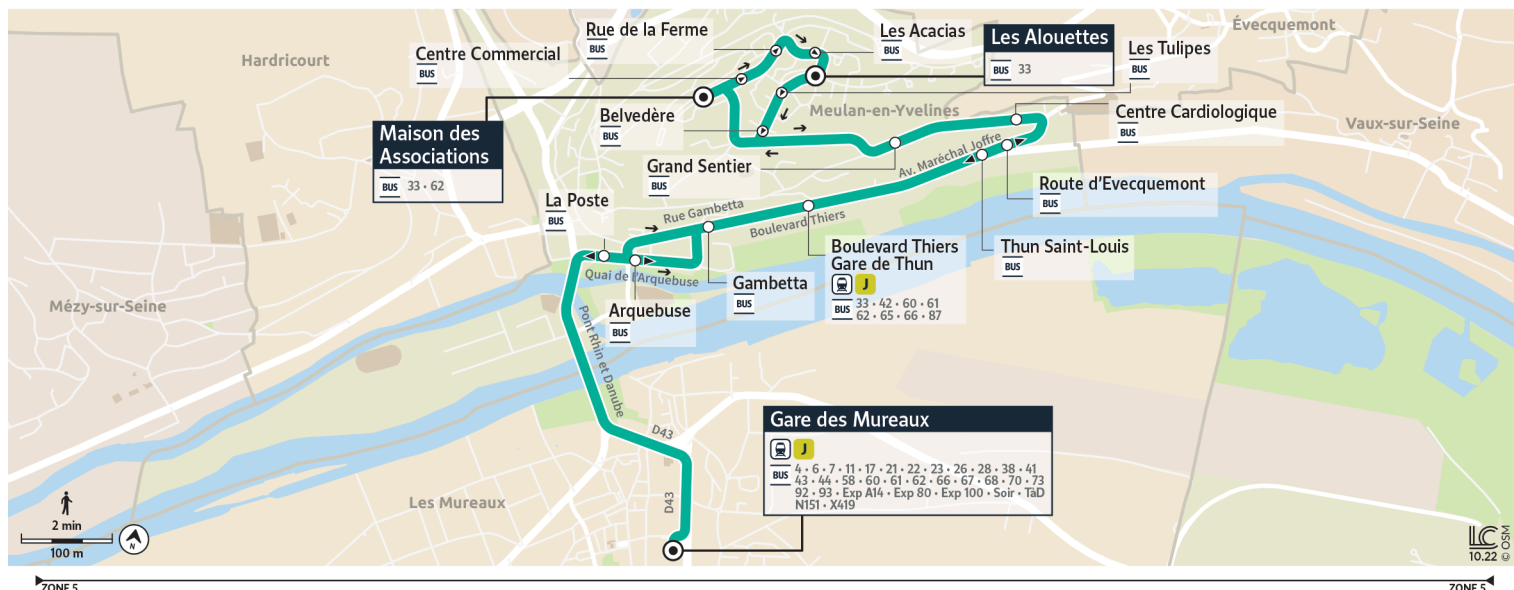 Évecquemont
Rue de la Ferme
BUS
Les Acacias
BUS
Les Alouettes
BUS 33
Les Tulipes
BUS
Hardricourt
Centre Commercial
BUS
Belvedère
BUS
Meulan-en-Yvelines
Centre Cardiologique
BUS
Vaux-sur-Seine
Maison des
Associations
BUS 33 • 62
Grand Sentier
BUS
Av. Maréchal Joffre
Route d'Evecquemont
BUS
La Poste
BUS
Rue Gambetta
Boulevard Thiers
Boulevard Thiers
Gare de Thun
J
BUS 33 • 42 • 60 • 61
62 • 65 • 66 • 87
Thun Saint-Louis
BUS
Quai de l'Arquebuse
Gambetta
BUS
Mézy-sur-Seine
Arquebuse
BUS
Pont Rhin et Danube
Gare des Mureaux
J
BUS 4 • 6 • 7 • 11 • 17 • 21 • 22 • 23 • 26 • 28 • 38 • 41
43 • 44 • 58 • 60 • 61 • 62 • 66 • 67 • 68 • 70 • 73
92 • 93 • Exp A14 • Exp 80 • Exp 100 • Soir • TàD
N151 • X419
D43
D43
Les Mureaux
2 min
100 m
N
LC
10.22
© OSM
ZONE 5
ZONE 5